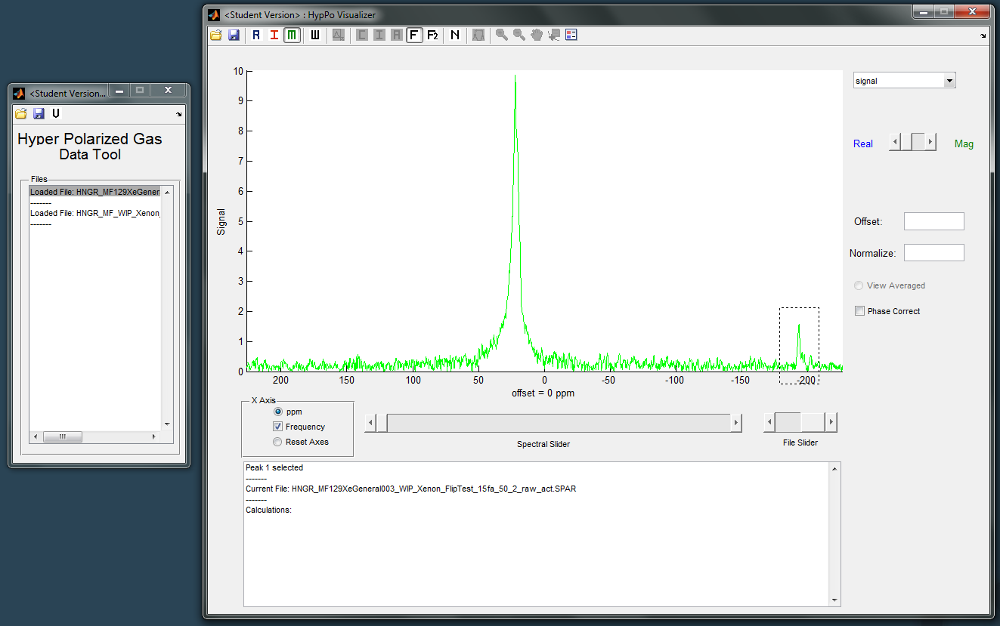 <Student Version...
U
Hyper Polarized Gas
Data Tool
Files
Loaded File: HNGR_MF129XeGener
-------
Loaded File: HNGR_MF_WIP_Xenon_
-------
<Student Version> : HypPo Visualizer
R I M W C I A F F2 N
10
9
8
7
6
5
4
3
2
1
0
Signal
200 150 100 50 0 -50 -100 -150 -200
offset = 0 ppm
signal
Real Mag
Offset:
Normalize:
View Averaged
Phase Correct
X Axis
ppm
Frequency
Reset Axes
Spectral Slider
File Slider
Peak 1 selected
-------
Current File: HNGR_MF129XeGeneral003_WIP_Xenon_FlipTest_15fa_50_2_raw_act.SPAR
-------
Calculations: